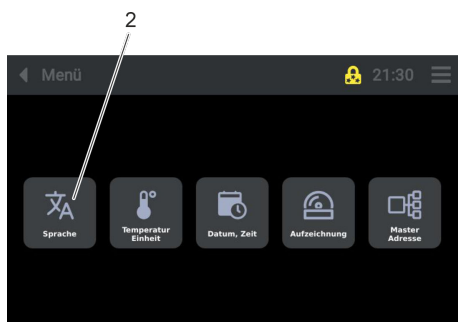 2
Menü 21:30
Sprache
Temperatur
Einheit
Datum, Zeit
Aufzeichnung
Master
Adresse